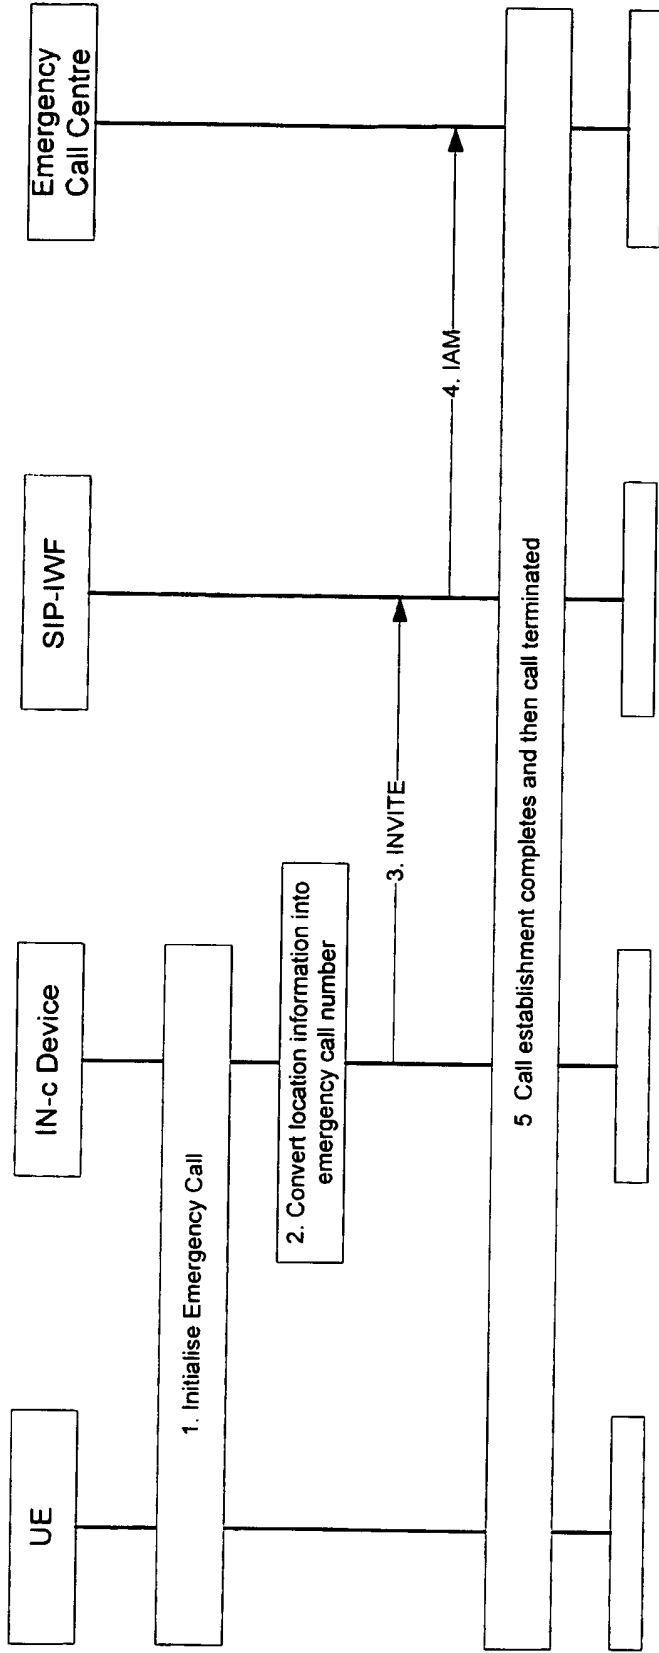 UE
IN-c Device
SIP-IWF
Emergency
Call Centre
1. Initialise Emergency Call
2. Convert location information into
emergency call number
3. INVITE
4. IAM
5 Call establishment completes and then call terminated